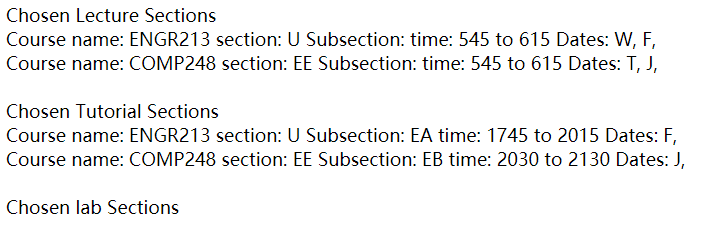 Chosen Lecture Sections
Course name: ENGR213 section: U Subsection: time: 545 to 615 Dates: W, F,
Course name: COMP248 section: EE Subsection: time: 545 to 615 Dates: T, J,
Chosen Tutorial Sections
Course name: ENGR213 section: U Subsection: EA time: 1745 to 2015 Dates: F,
Course name: COMP248 section: EE Subsection: EB time: 2030 to 2130 Dates: J,
Chosen lab Sections